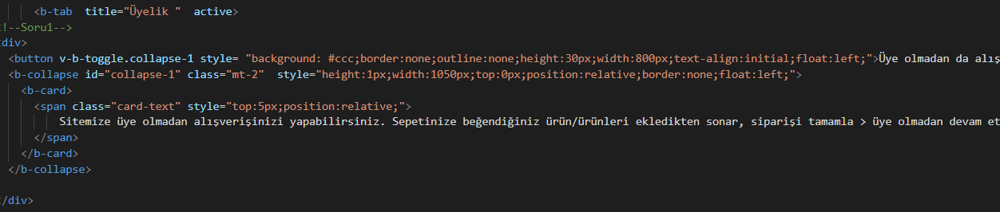 <b-tab  title="Üyelik "  active>
!--Soru1-->
div>
<button v-b-toggle.collapse-1 style= "background: #ccc;border:none;outline:none;height:30px;width:800px;text-align:initial;float:left;">Üye olmadan da alış
<b-collapse id="collapse-1" class="mt-2"  style="height:1px;width:1050px;top:0px;position:relative;border:none;float:left;">
<b-card>
<span class="card-text" style="top:5px;position:relative;">
Sitemize üye olmadan alışverişinizi yapabilirsiniz. Sepetinize beğendiğiniz ürün/ürünleri ekledikten sonar, siparişi tamamla > üye olmadan devam et
</span>
</b-card>
</b-collapse>
/div>